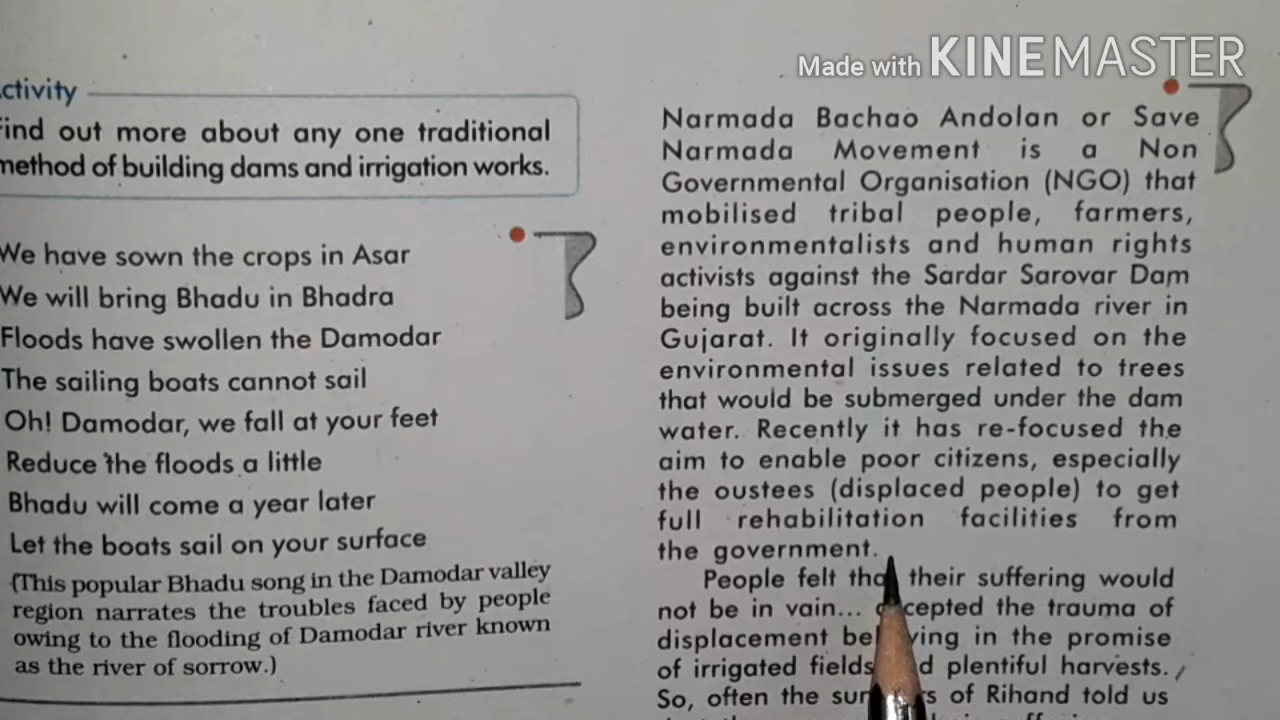 Made with KINEMASTER
ctivity
ind out more about any one traditional
method of building dams and irrigation works.
We have sown the crops in Asar
We will bring Bhadu in Bhadra
Floods have swollen the Damodar
The sailing boats cannot sail
Oh! Damodar, we fall at your feet
Reduce the floods a little
Bhadu will come a year later
Let the boats sail on your surface
(This popular Bhadu song in the Damodar valley
region narrates the troubles faced by people
owing to the flooding of Damodar river known
as the river of sorrow.)
Narmada Bachao Andolan or Save
Narmada Movement is a Non
Governmental Organisation (NGO) that
mobilised tribal people, farmers,
environmentalists and human rights
activists against the Sardar Sarovar Dam
being built across the Narmada river in
Gujarat. It originally focused on the
environmental issues related to trees
that would be submerged under the dam
water. Recently it has re-focused the
aim to enable poor citizens, especially
the oustees (displaced people) to get
full rehabilitation facilities from
the government.
People felt tha their suffering would
not be in vain... ccepted the trauma of
displacement be ving in the promise
of irrigated fields d plentiful harvests.
So, often the sur s of Rihand told us